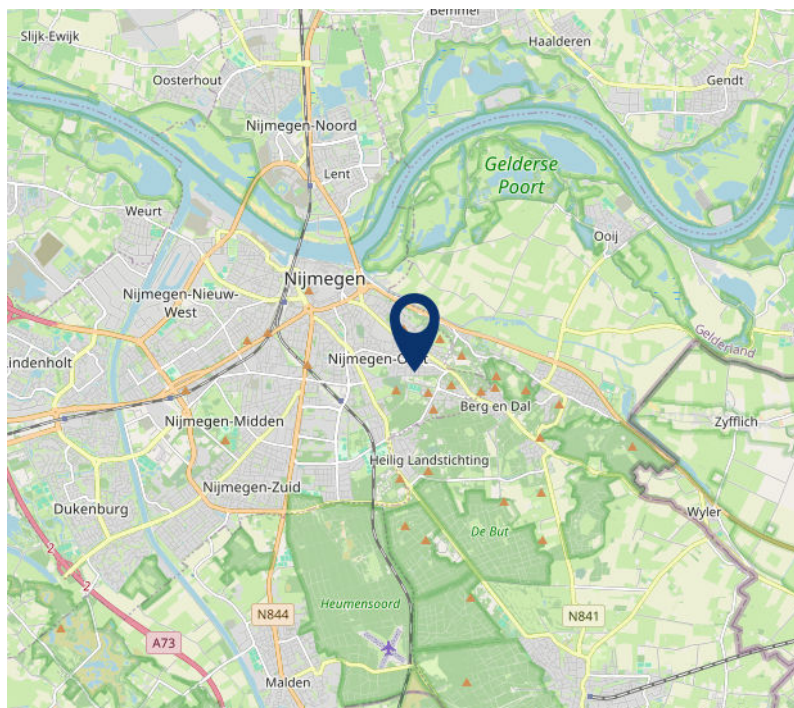 Bemmel
Slijk-Ewijk
Haalderen
Oosterhout
Gendt
Nijmegen-Noord
Gelderse
Poort
Lent
Weurt
Ooij
Nijmegen
Nijmegen-Nieuw-
West
Gelderland
Lindenholt
Nijmegen-Oost
Berg en Dal
Nijmegen-Midden
Zyfflich
Heilig Landstichting
Nijmegen-Zuid
Dukenburg
Wyler
De But
2
2
Heumensoord
N844
N841
A73
Malden